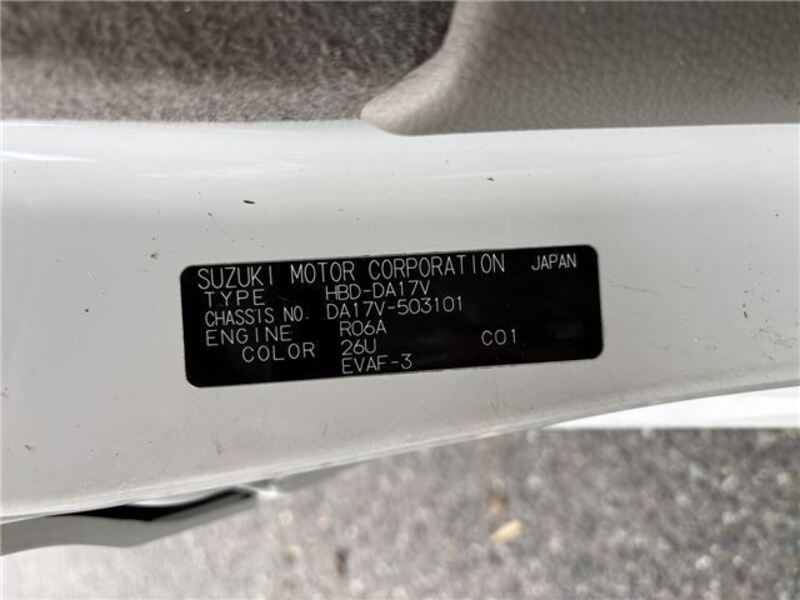 SUZUKI MOTOR CORPORATION JAPAN
TYPE HBD-DA17V
CHASSIS NO. DA17V-503101
ENGINE R06A
COLOR 26U C01
EVAF-3